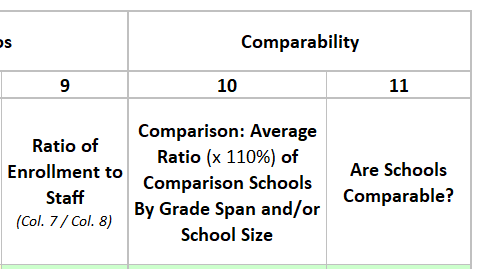 os
Comparability
9
10
11
Ratio of
Enrollment to
Staff
(Col. 7 / Col. 8)
Comparison: Average
Ratio (x 110%) of
Comparison Schools
By Grade Span and/or
School Size
Are Schools
Comparable?